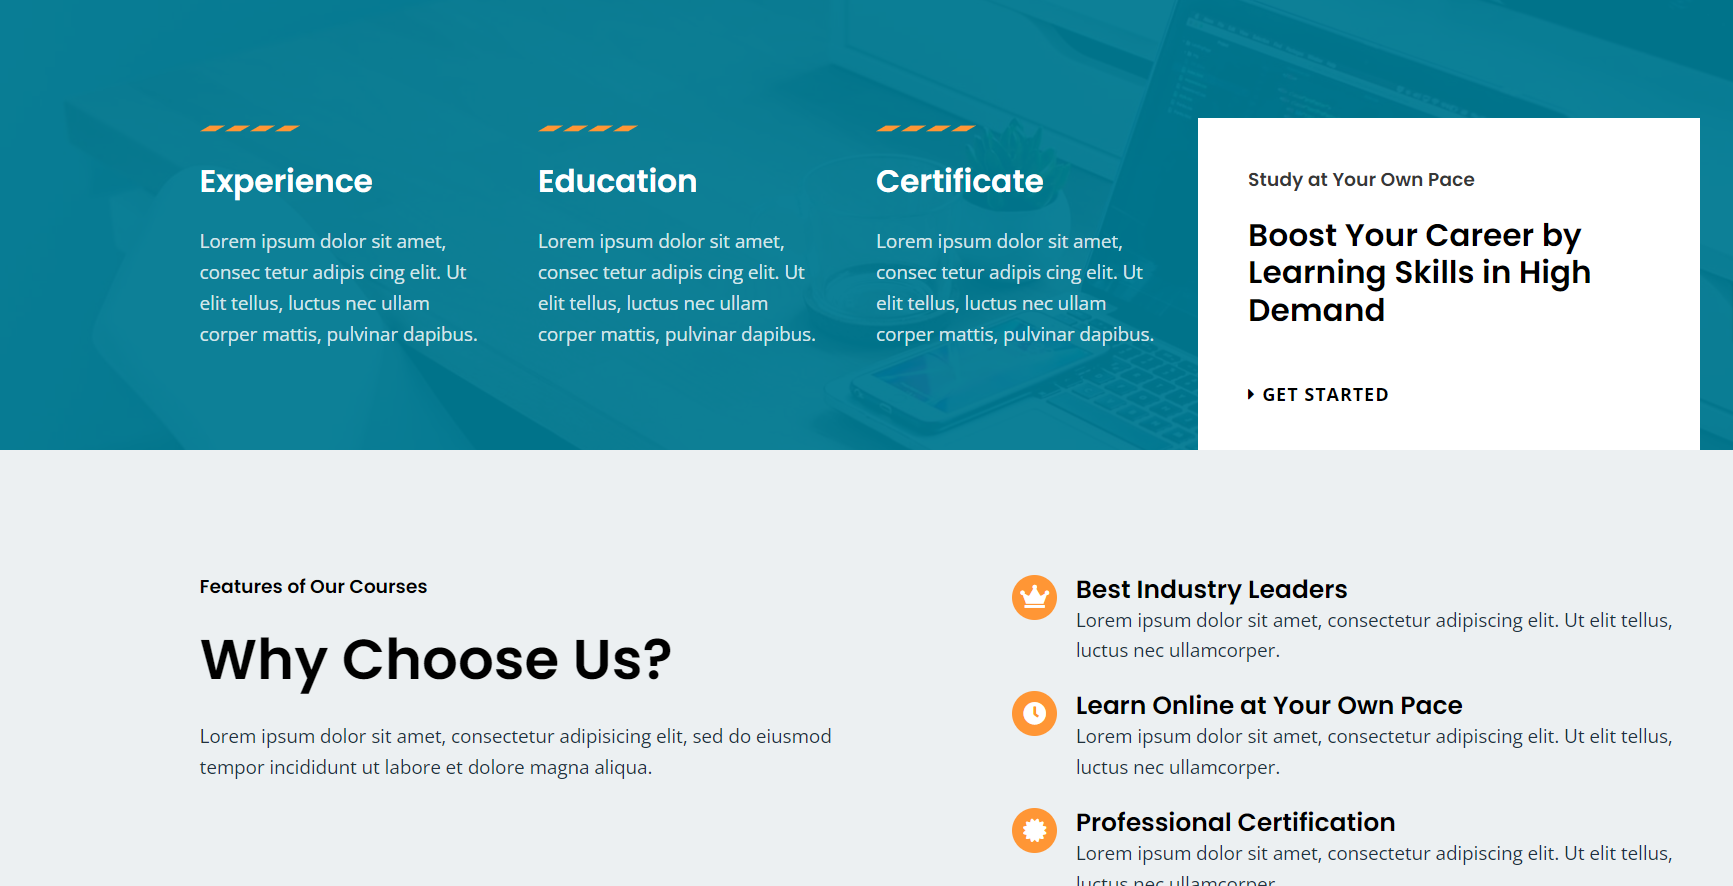 Experience
Lorem ipsum dolor sit amet,
consec tetur adipis cing elit. Ut
elit tellus, luctus nec ullam
corper mattis, pulvinar dapibus.
Education
Lorem ipsum dolor sit amet,
consec tetur adipis cing elit. Ut
elit tellus, luctus nec ullam
corper mattis, pulvinar dapibus.
Certificate
Lorem ipsum dolor sit amet,
consec tetur adipis cing elit. Ut
elit tellus, luctus nec ullam
corper mattis, pulvinar dapibus.
Study at Your Own Pace
Boost Your Career by
Learning Skills in High
Demand
GET STARTED
Features of Our Courses
Why Choose Us?
Lorem ipsum dolor sit amet, consectetur adipisicing elit, sed do eiusmod
tempor incididunt ut labore et dolore magna aliqua.
Best Industry Leaders
Lorem ipsum dolor sit amet, consectetur adipiscing elit. Ut elit tellus,
luctus nec ullamcorper.
Learn Online at Your Own Pace
Lorem ipsum dolor sit amet, consectetur adipiscing elit. Ut elit tellus,
luctus nec ullamcorper.
Professional Certification
Lorem ipsum dolor sit amet, consectetur adipiscing elit. Ut elit tellus,
luctus nec ullamcorper.